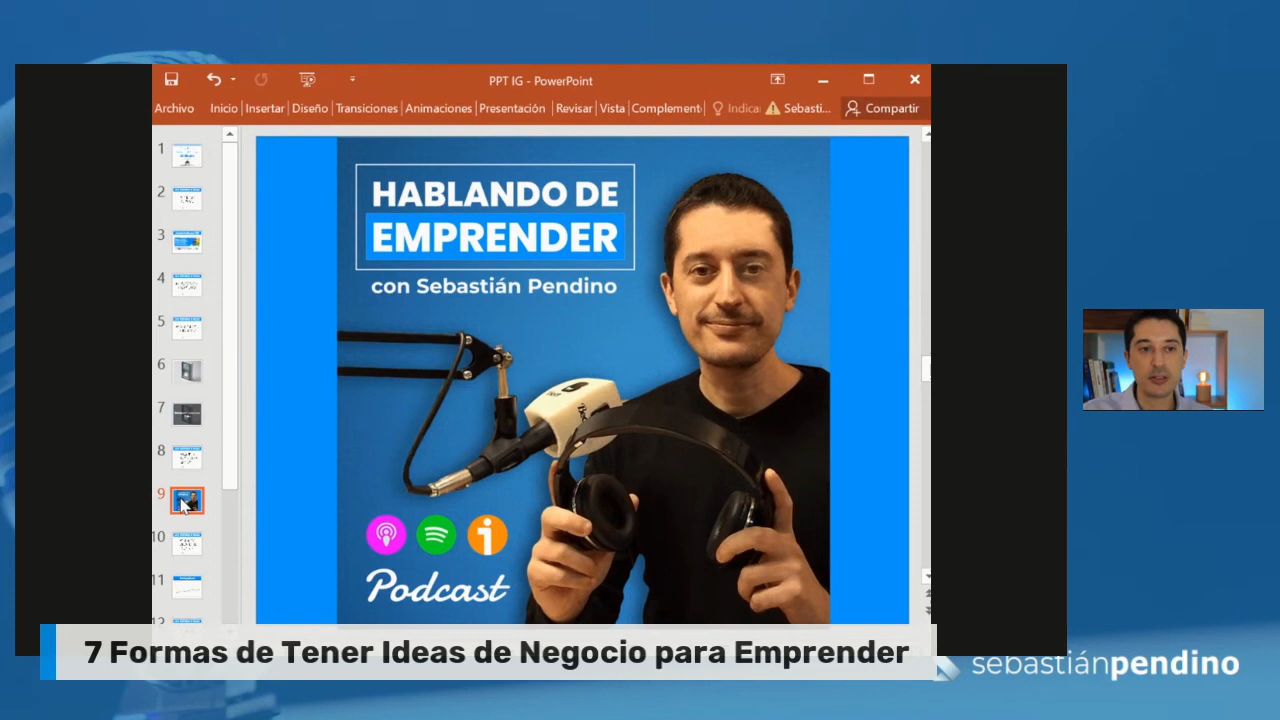 PPT IG - PowerPoint
Archivo Inicio Insertar Diseño Transiciones Animaciones Presentación Revisar Vista Complement Indica Sebasti... Compartir
1
2
3
4
5
6
7
8
9
10
11
12
HABLANDO DE
EMPRENDER
con Sebastián Pendino
Podcast
7 Formas de Tener Ideas de Negocio para Emprender
sebastiánpendino